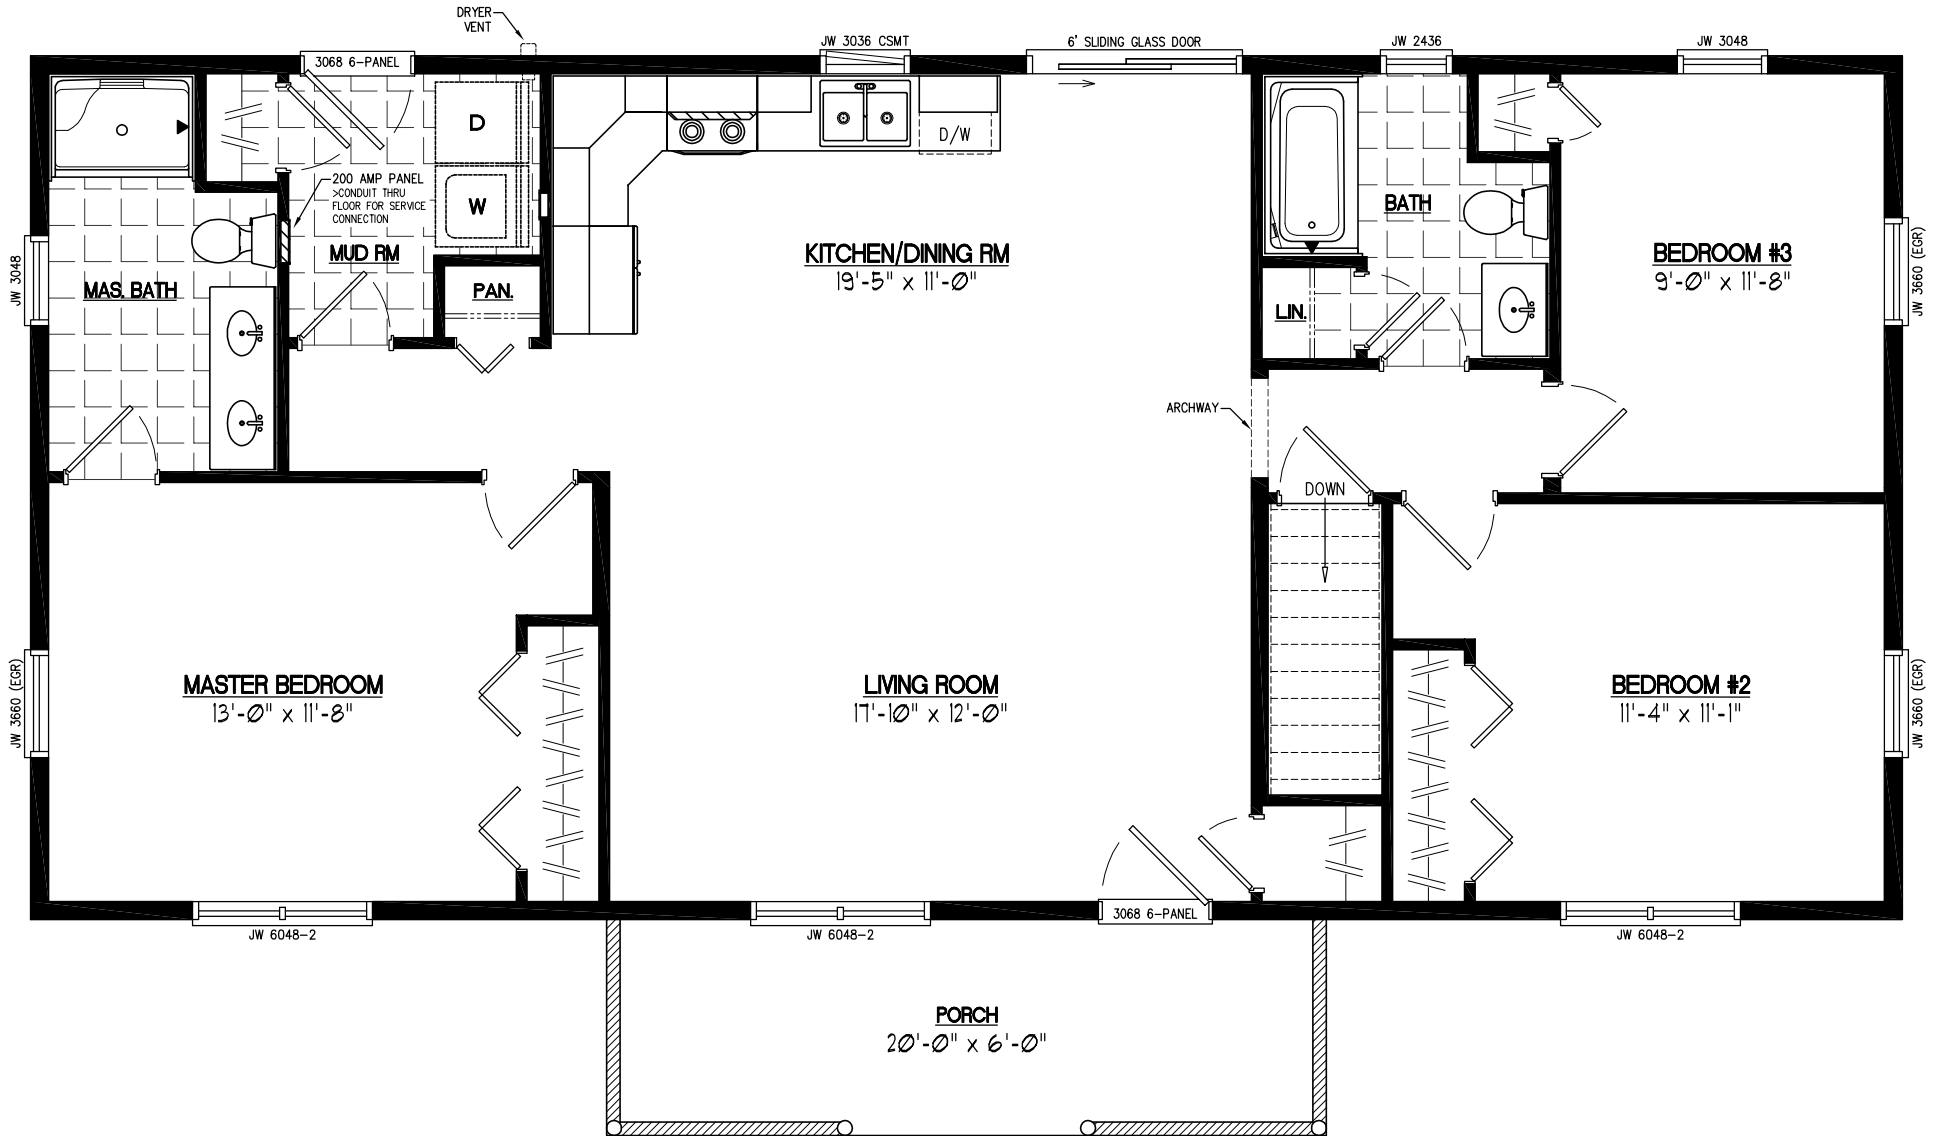 DRYER
VENT
3068 6-PANEL
JW 3036 CSMT
6' SLIDING GLASS DOOR
JW 2436
JW 3048
D
W
D/W
200 AMP PANEL
>CONDUIT THRU
FLOOR FOR SERVICE
CONNECTION
MUD RM
PAN.
MAS. BATH
JW 3048
KITCHEN/DINING RM
19'-5" x 11'-0"
BATH
LIN.
BEDROOM #3
9'-0" x 11'-8"
JW 3660 (EGR)
ARCHWAY
DOWN
MASTER BEDROOM
13'-0" x 11'-8"
JW 3660 (EGR)
LIVING ROOM
17'-10" x 12'-0"
BEDROOM #2
11'-4" x 11'-1"
JW 3660 (EGR)
JW 6048-2
JW 6048-2
3068 6-PANEL
JW 6048-2
PORCH
20'-0" x 6'-0"